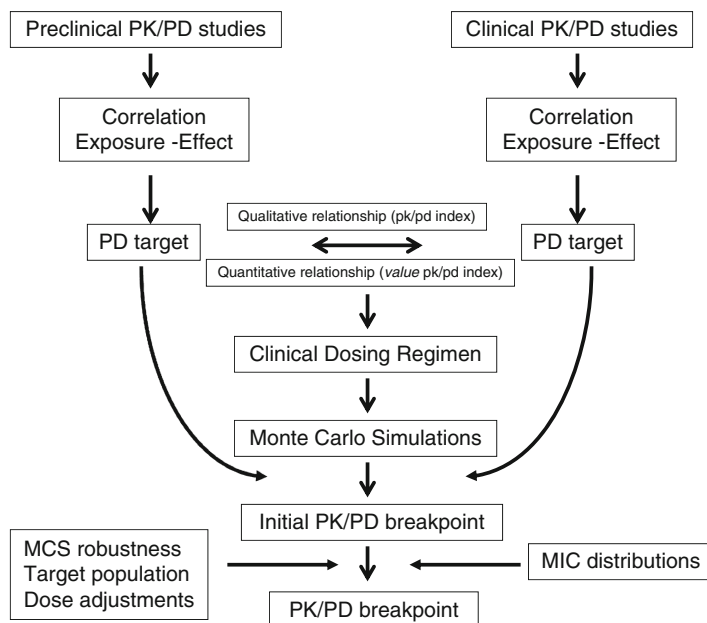 Preclinical PK/PD studies
Clinical PK/PD studies
Correlation
Exposure -Effect
Correlation
Exposure -Effect
Qualitative relationship (pk/pd index)
PD target
PD target
Quantitative relationship (value pk/pd index)
Clinical Dosing Regimen
Monte Carlo Simulations
Initial PK/PD breakpoint
MCS robustness
Target population
Dose adjustments
MIC distributions
PK/PD breakpoint